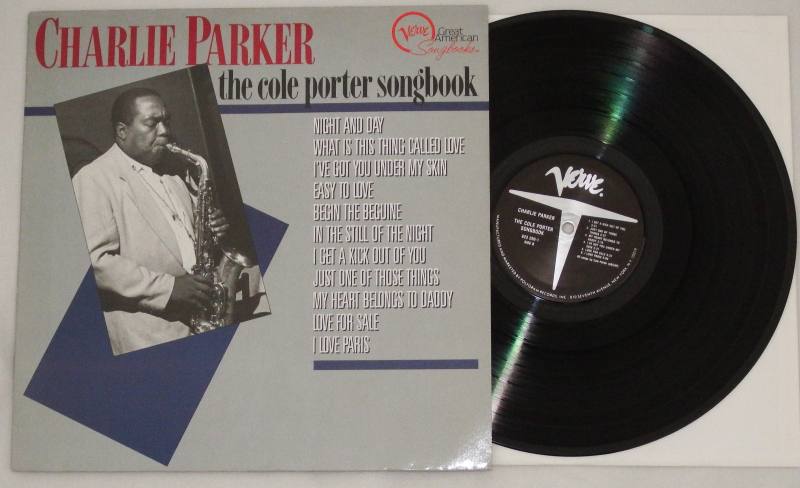 CHARLIE PARKER
the cole porter songbook
Verve Great American Songbooks
NIGHT AND DAY
WHAT IS THIS THING CALLED LOVE
I'VE GOT YOU UNDER MY SKIN
EASY TO LOVE
BEGIN THE BEGUINE
IN THE STILL OF THE NIGHT
I GET A KICK OUT OF YOU
JUST ONE OF THOSE THINGS
MY HEART BELONGS TO DADDY
LOVE FOR SALE
I LOVE PARIS
Verve
CHARLIE PARKER
THE COLE PORTER
SONGBOOK